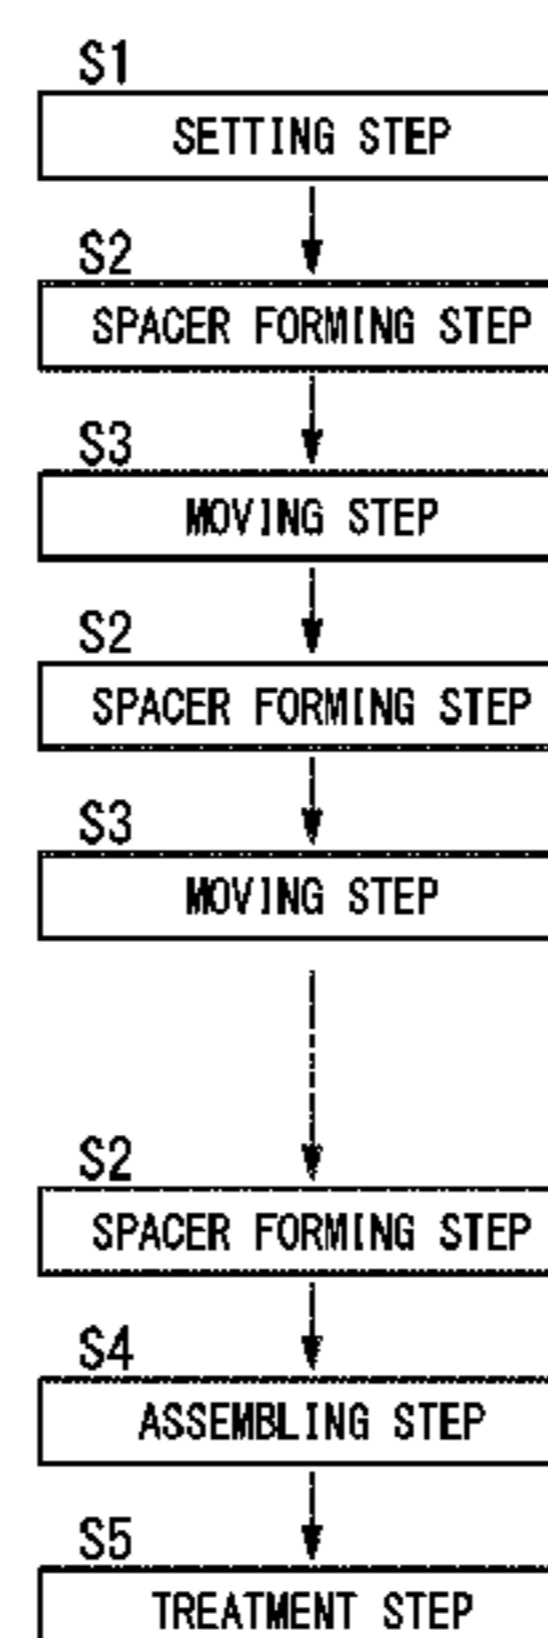 S1
SETTING STEP
S2
SPACER FORMING STEP
S3
MOVING STEP
S2
SPACER FORMING STEP
S3
MOVING STEP
S2
SPACER FORMING STEP
S4
ASSEMBLING STEP
S5
TREATMENT STEP